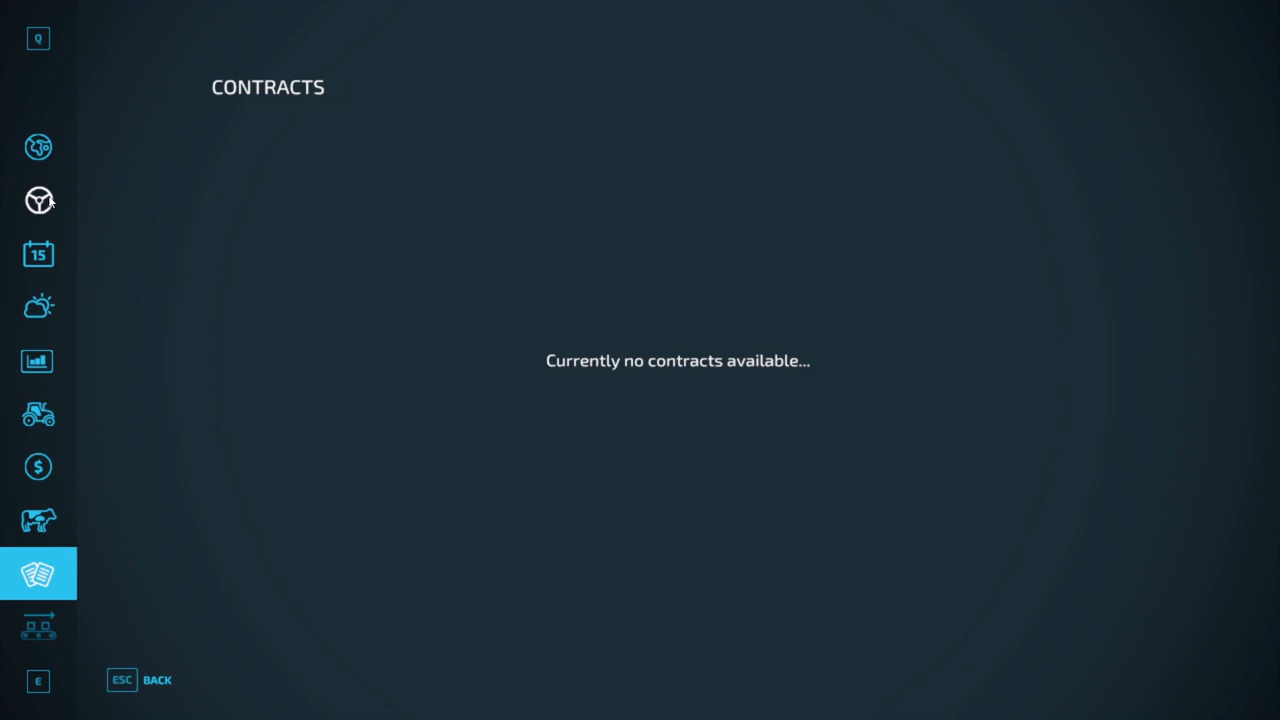 Q
CONTRACTS
15
Currently no contracts available...
$
E
ESC BACK